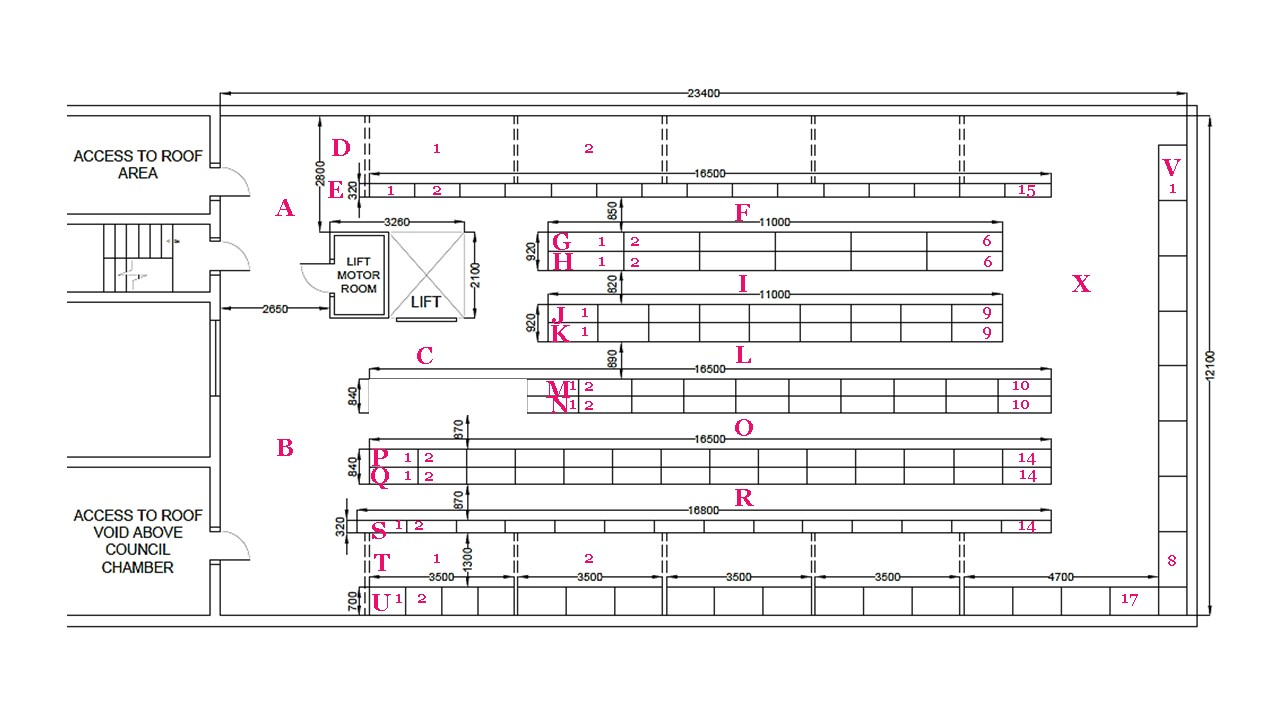 23400
ACCESS TO ROOF
AREA
D 1 2
2800
16500
320
E 1 2 15
A
850
F
3260
11000
920
G 1 2 6
H 1 2 6
LIFT
MOTOR
ROOM
LIFT
2100
820
I
X
V
1
11000
2650
920
J 1 9
K 1 9
C
890
L
16500
12100
840
M 1 2 10
N 1 2 10
870
O
B
16500
840
P 1 2 14
Q 1 2 14
870
R
16800
320
S 1 2 14
ACCESS TO ROOF
VOID ABOVE
COUNCIL
CHAMBER
T 1 2
1300
8
3500 3500 3500 3500 4700
700
U 1 2 17